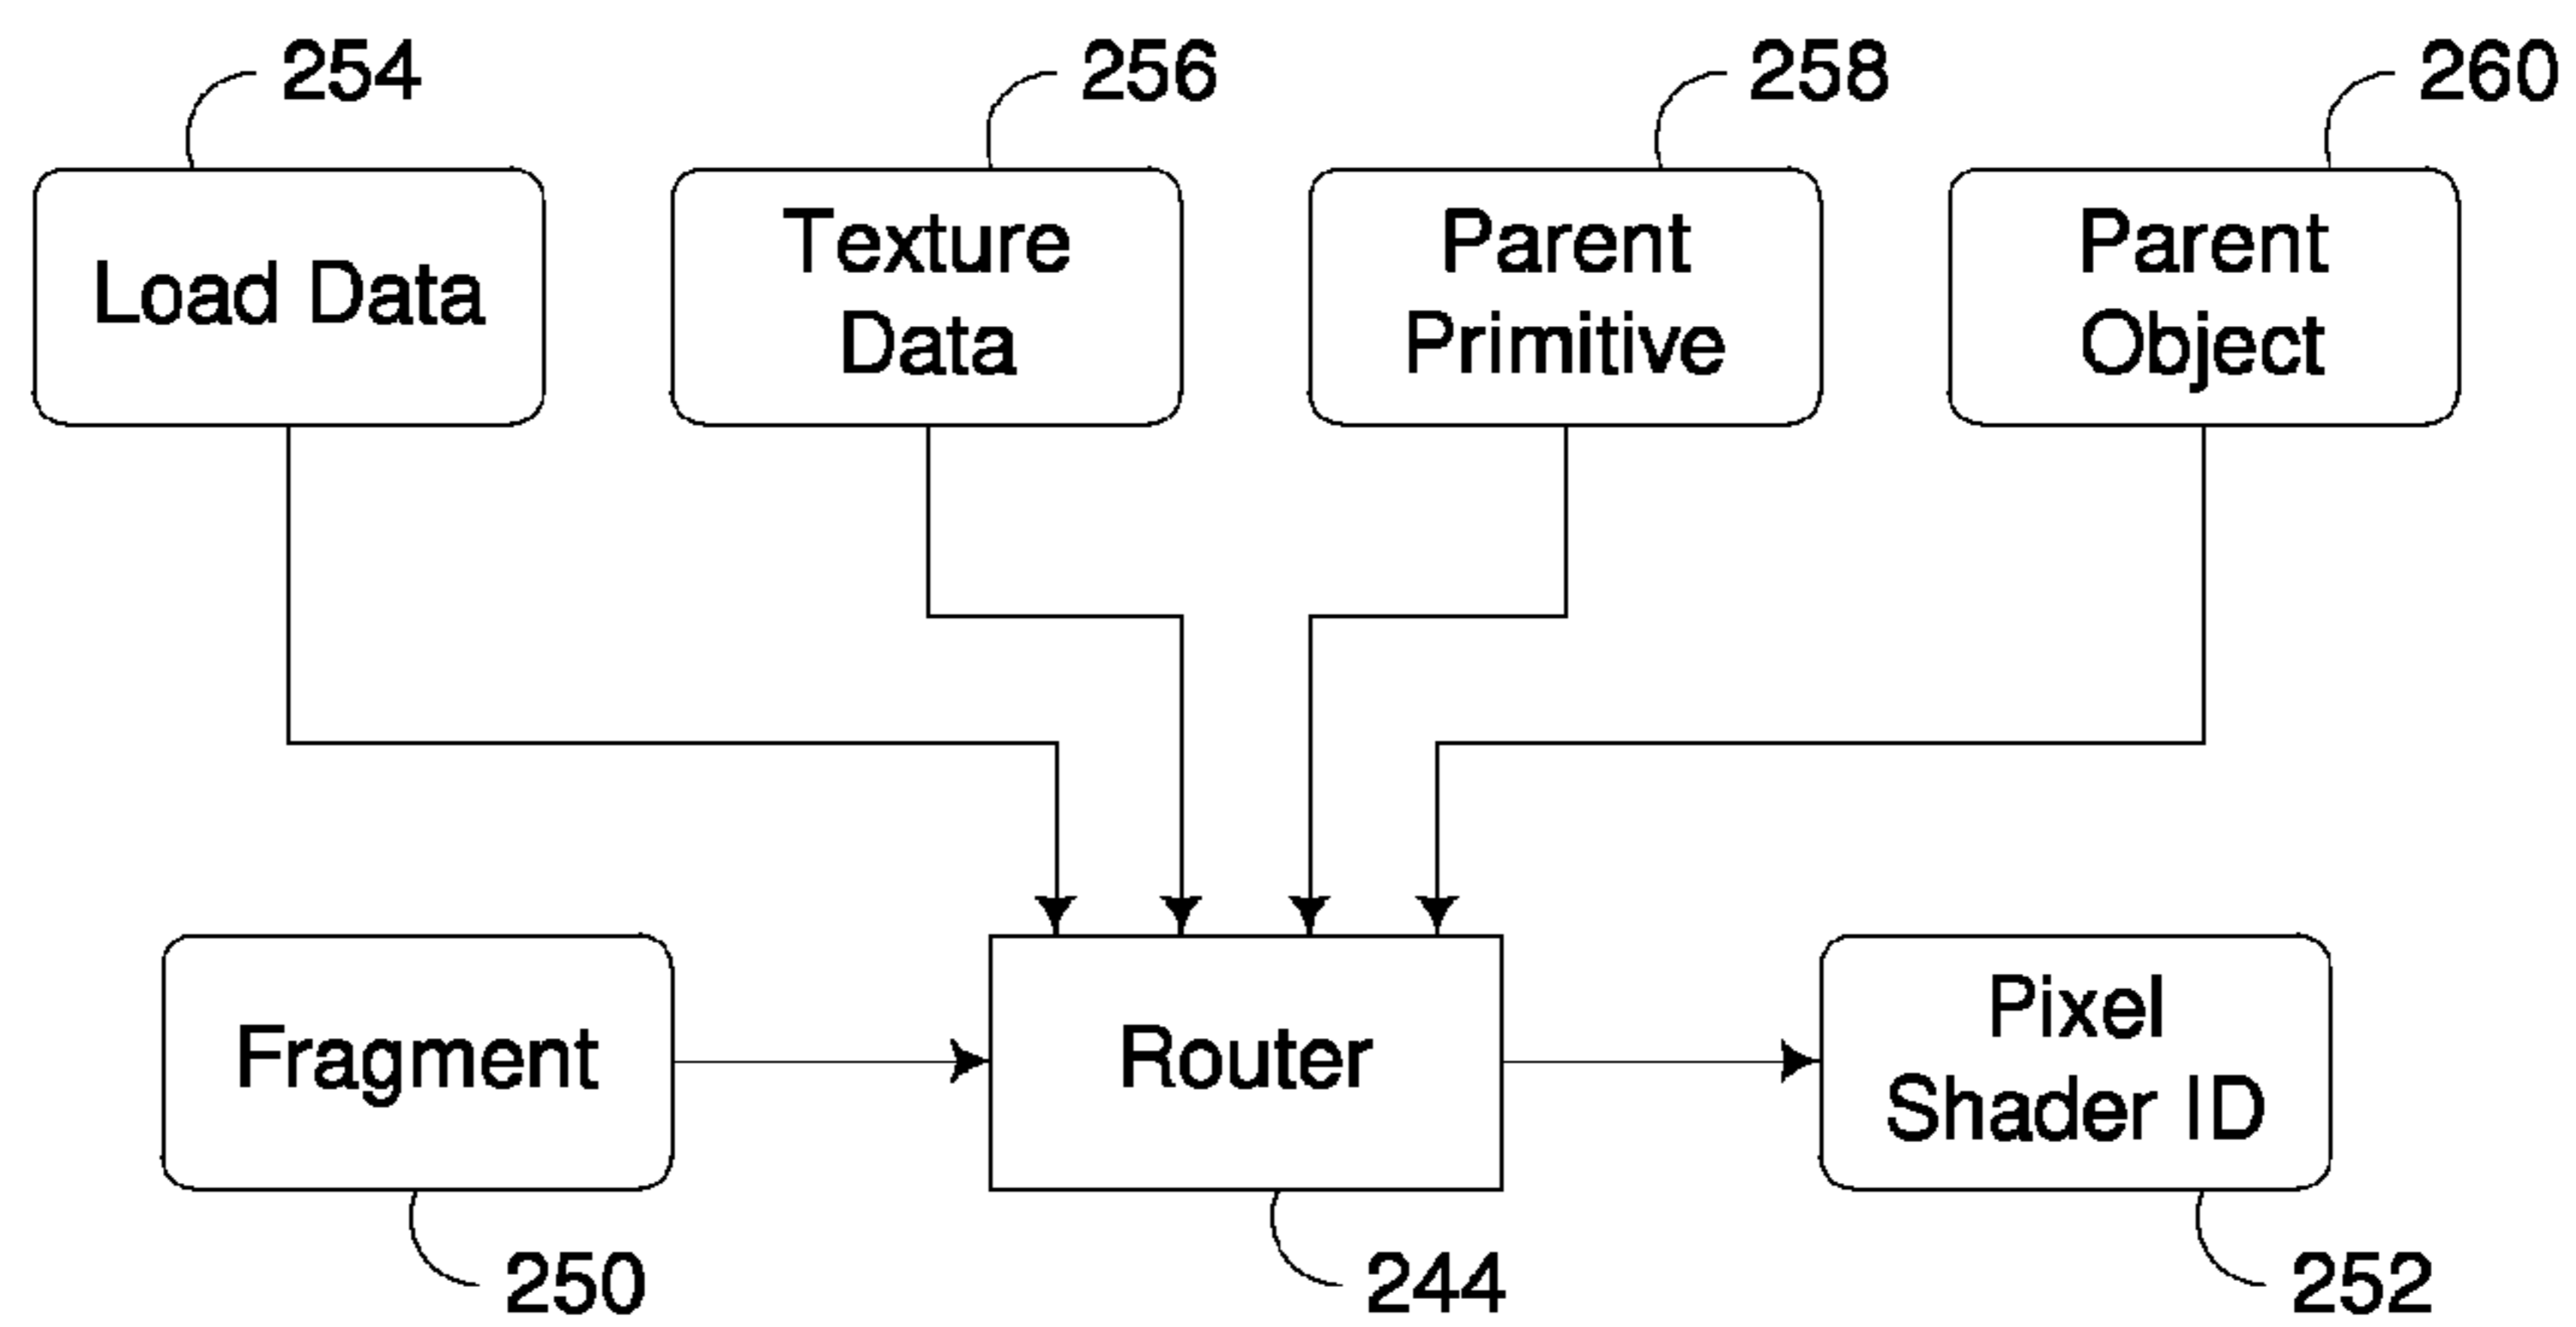 254
256
258
260
Load Data
Texture
Data
Parent
Primitive
Parent
Object
Fragment
Router
Pixel
Shader ID
250
244
252